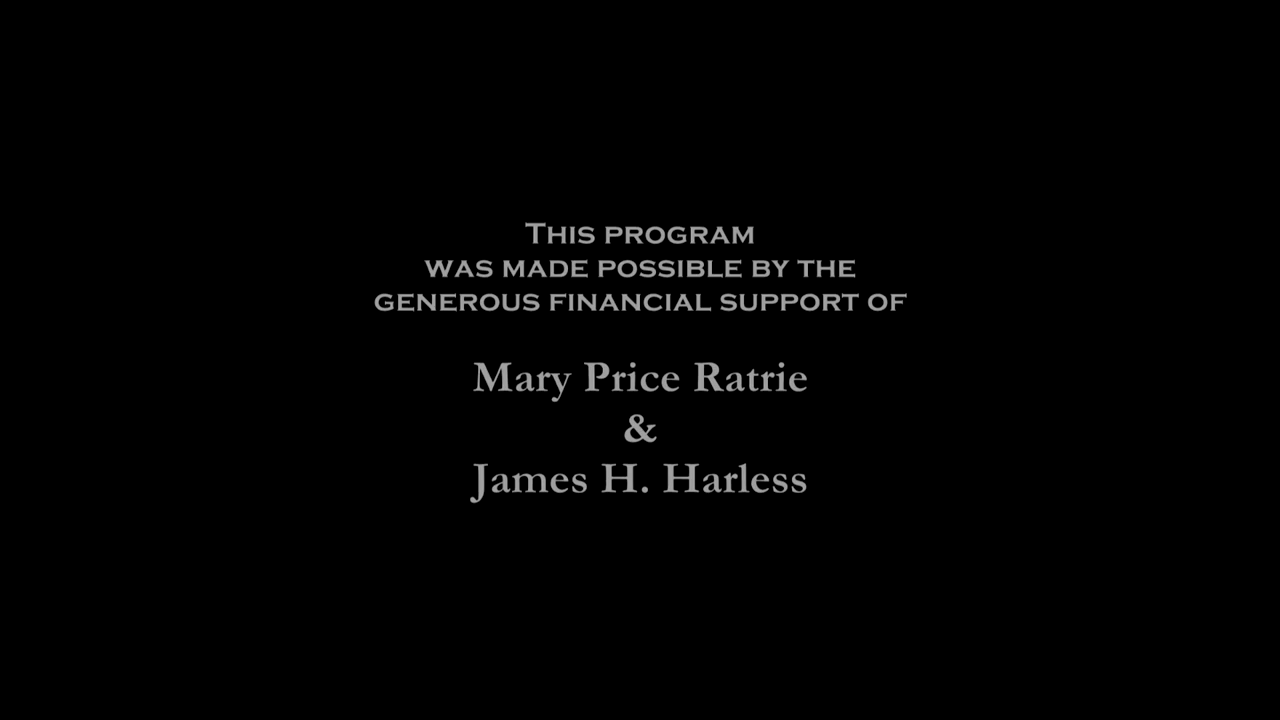 This program
was made possible by the
generous financial support of
Mary Price Ratrie
&
James H. Harless